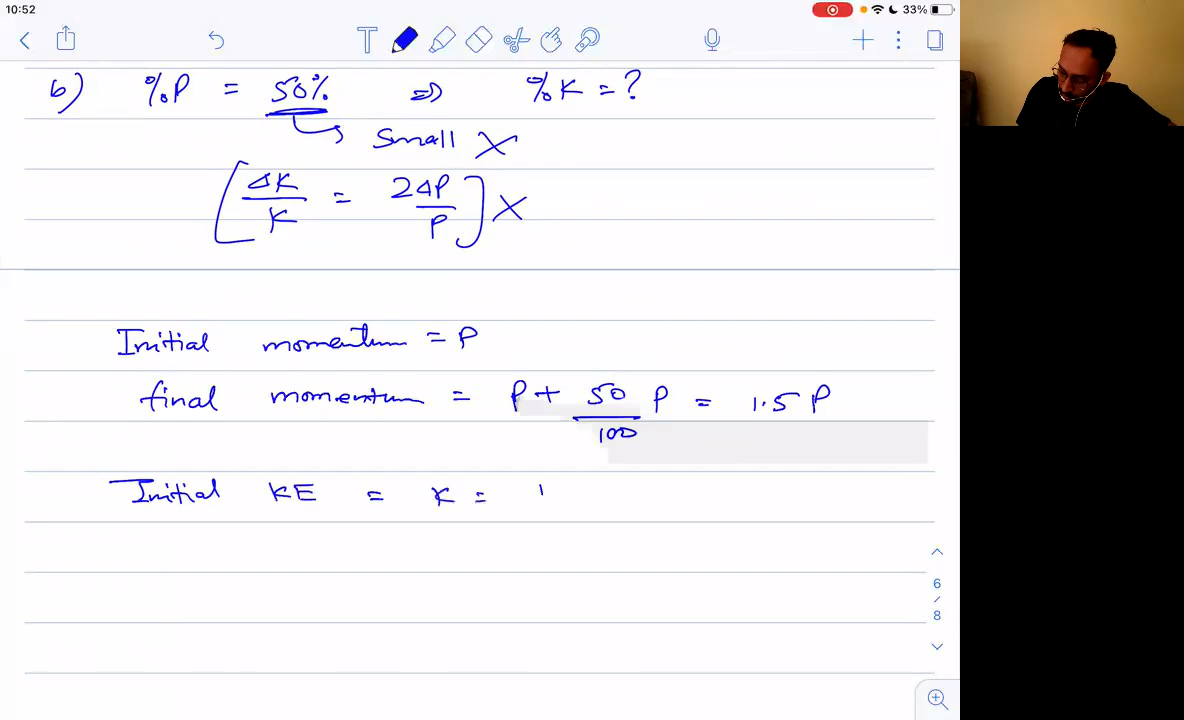 10:52
33%
b) %P = 50% ⇒ %K = ?
Small X
[ΔK/K = 2ΔP/P] X
Initial momentum = P
final momentum = P + 50/100 P = 1.5 P
Initial KE = K =
6
/
8